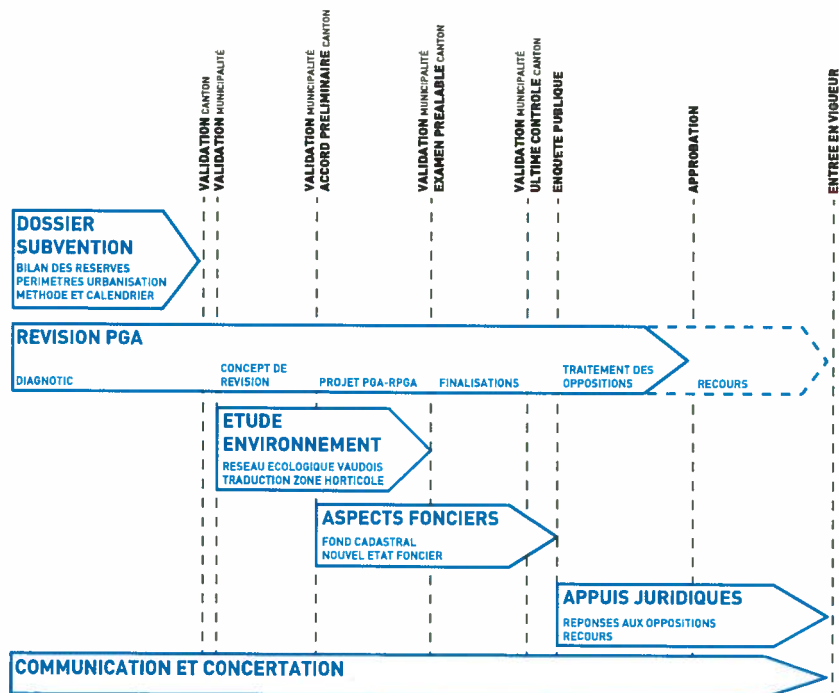 VALIDATION CANTON
VALIDATION MUNICIPALITÉ
VALIDATION MUNICIPALITÉ
ACCORD PRELIMINAIRE CANTON
VALIDATION MUNICIPALITÉ
EXAMEN PREALABLE CANTON
VALIDATION MUNICIPALITÉ
ULTIME CONTROLE CANTON
ENQUETE PUBLIQUE
APPROBATION
ENTREE EN VIGUEUR
DOSSIER
SUBVENTION
BILAN DES RESERVES
PERIMETRES URBANISATION
METHODE ET CALENDRIER
REVISION PGA
DIAGNOTIC
CONCEPT DE
REVISION
PROJET PGA-RPGA
FINALISATIONS
TRAITEMENT DES
OPPOSITIONS
RECOURS
ETUDE
ENVIRONNEMENT
RESEAU ECOLOGIQUE VAUDOIS
TRADUCTION ZONE HORTICOLE
ASPECTS FONCIERS
FOND CADASTRAL
NOUVEL ETAT FONCIER
APPUIS JURIDIQUES
REPONSES AUX OPPOSITIONS
RECOURS
COMMUNICATION ET CONCERTATION